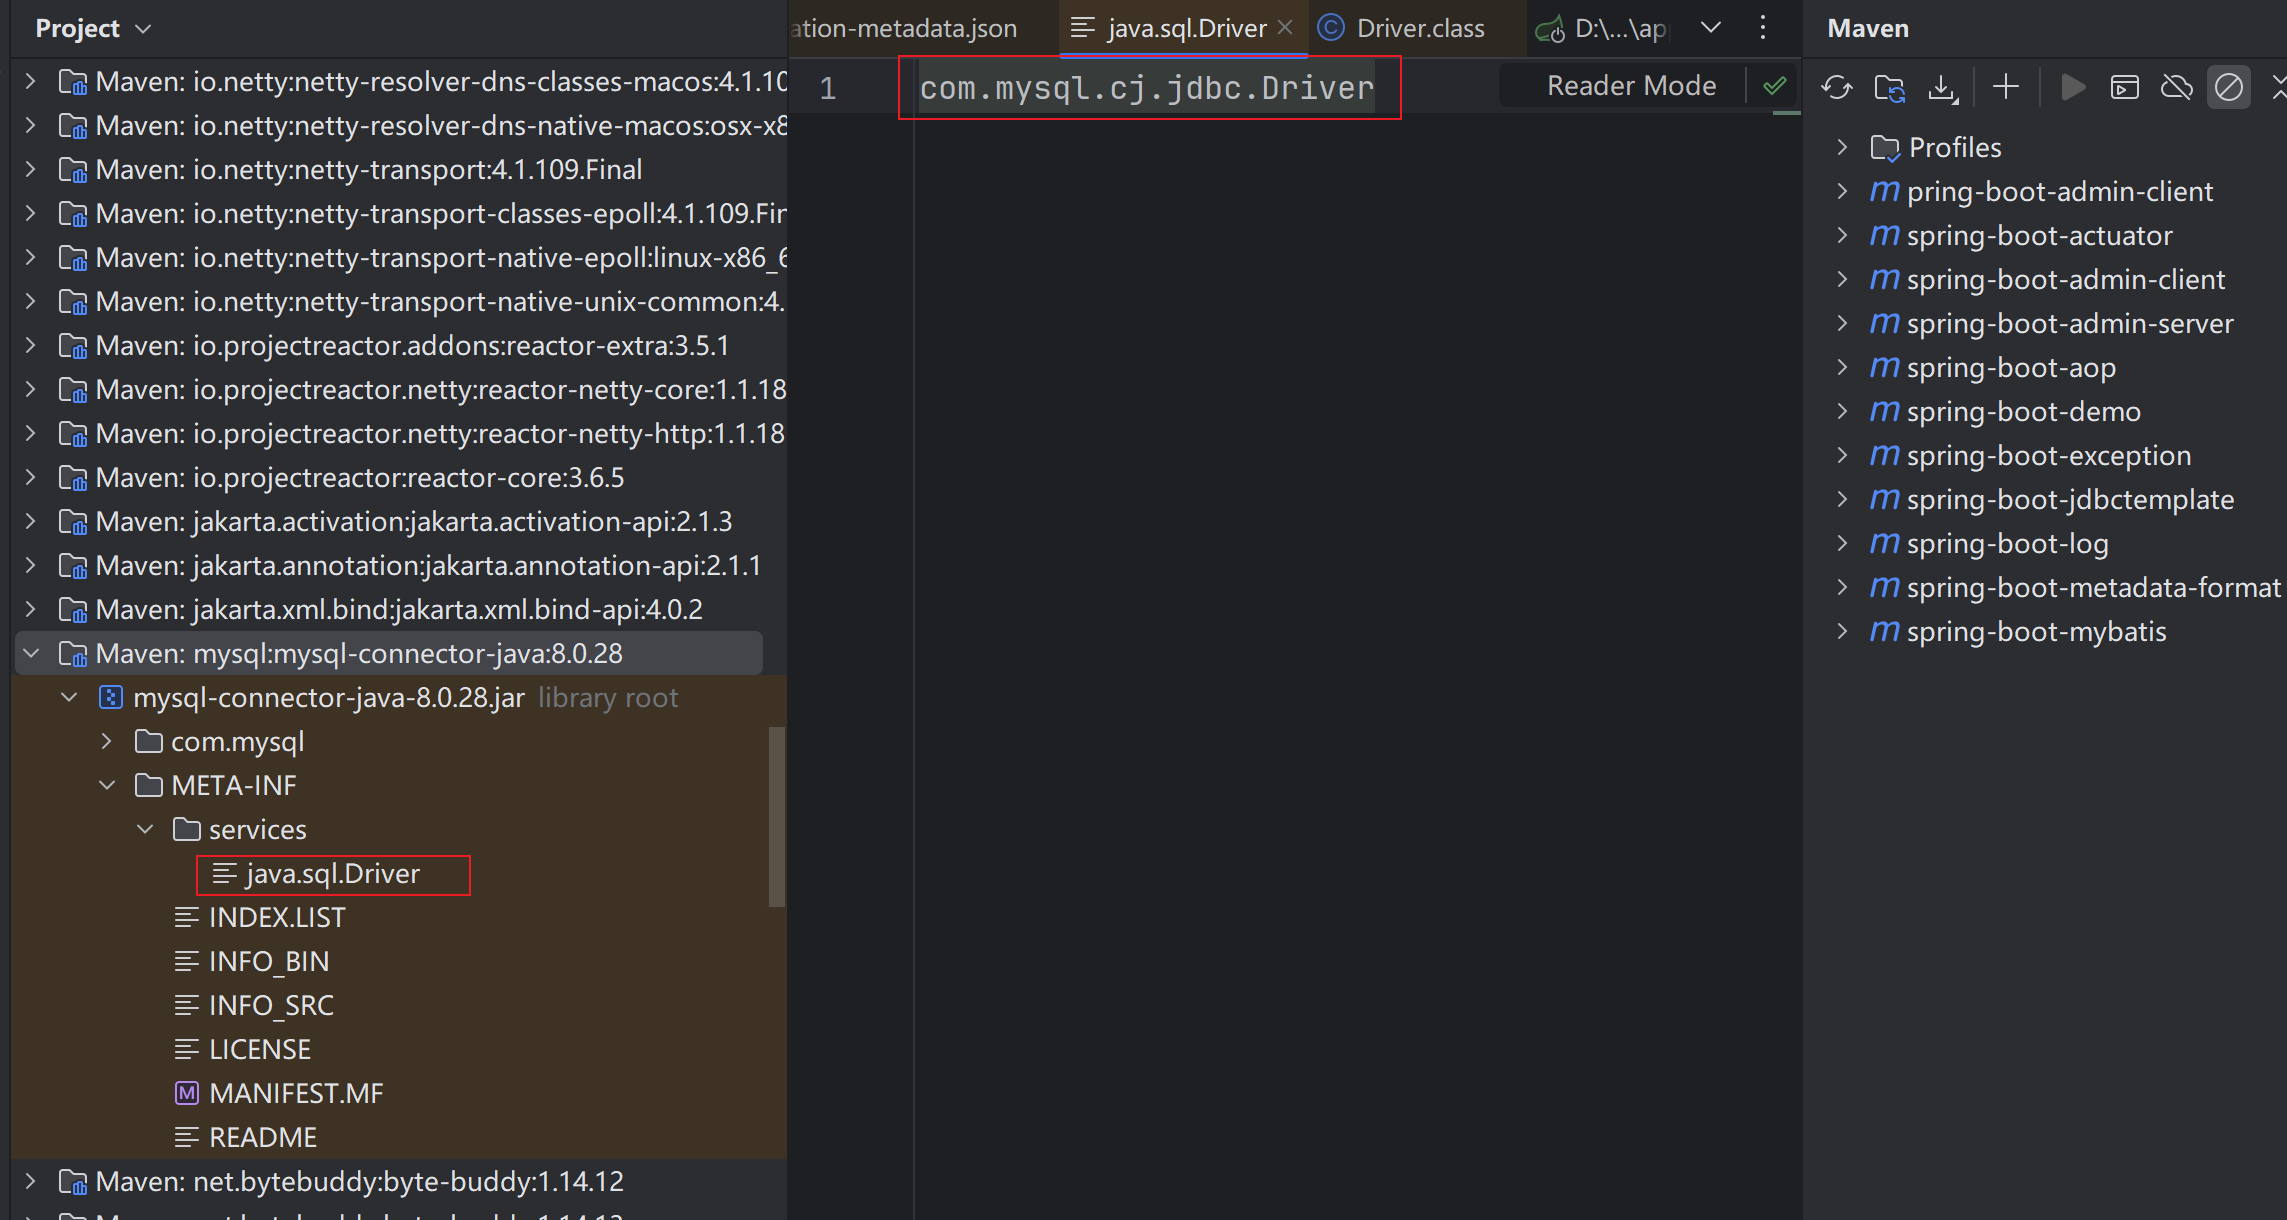 Project
Maven: io.netty:netty-resolver-dns-classes-macos:4.1.10
Maven: io.netty:netty-resolver-dns-native-macos:osx-x8
Maven: io.netty:netty-transport:4.1.109.Final
Maven: io.netty:netty-transport-classes-epoll:4.1.109.Fin
Maven: io.netty:netty-transport-native-epoll:linux-x86_6
Maven: io.netty:netty-transport-native-unix-common:4.
Maven: io.projectreactor.addons:reactor-extra:3.5.1
Maven: io.projectreactor.netty:reactor-netty-core:1.1.18
Maven: io.projectreactor.netty:reactor-netty-http:1.1.18
Maven: io.projectreactor:reactor-core:3.6.5
Maven: jakarta.activation:jakarta.activation-api:2.1.3
Maven: jakarta.annotation:jakarta.annotation-api:2.1.1
Maven: jakarta.xml.bind:jakarta.xml.bind-api:4.0.2
Maven: mysql:mysql-connector-java:8.0.28
mysql-connector-java-8.0.28.jar library root
com.mysql
META-INF
services
java.sql.Driver
INDEX.LIST
INFO_BIN
INFO_SRC
LICENSE
MANIFEST.MF
README
Maven: net.bytebuddy:byte-buddy:1.14.12
ation-metadata.json
java.sql.Driver
Driver.class
D:\...\ap
1 com.mysql.cj.jdbc.Driver
Reader Mode
Maven
Profiles
pring-boot-admin-client
spring-boot-actuator
spring-boot-admin-client
spring-boot-admin-server
spring-boot-aop
spring-boot-demo
spring-boot-exception
spring-boot-jdbctemplate
spring-boot-log
spring-boot-metadata-format
spring-boot-mybatis